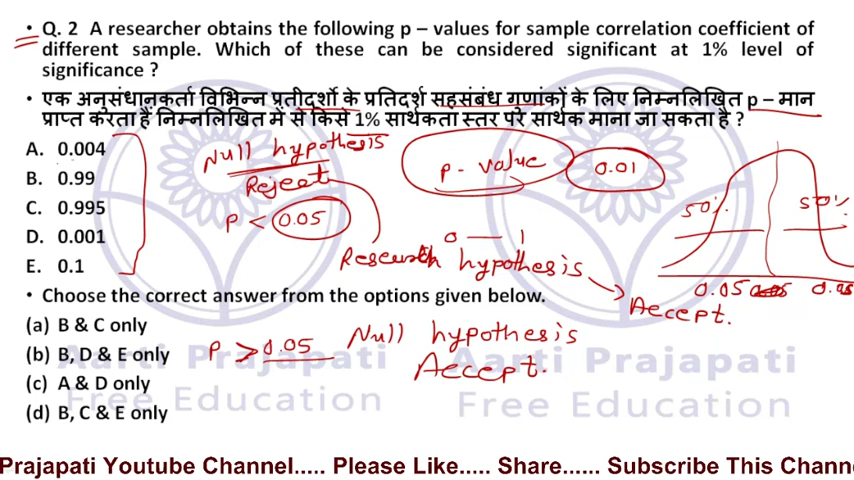 • Q. 2 A researcher obtains the following p – values for sample correlation coefficient of
different sample. Which of these can be considered significant at 1% level of
significance ?
• एक अनुसंधानकर्ता विभिन्न प्रतीदर्शो के प्रतिदर्श सहसंबंध गुणांकों के लिए निम्नलिखित p – मान
प्राप्त करता है निम्नलिखित में से किसे 1% सार्थकता स्तर पर सार्थक माना जा सकता है ?
A. 0.004
B. 0.99
C. 0.995
D. 0.001
E. 0.1
Null hypothesis
Reject
P < 0.05
p - value
0.01
50%
50%
0 — 1
Research hypothesis
0.05
Accept.
• Choose the correct answer from the options given below.
(a) B & C only
(b) B, D & E only
(c) A & D only
(d) B, C & E only
P > 0.05 Null hypothesis
Accept.
Aarti Prajapati
Free Education
Aarti Prajapati
Free Education
Prajapati Youtube Channel..... Please Like..... Share...... Subscribe This Chann